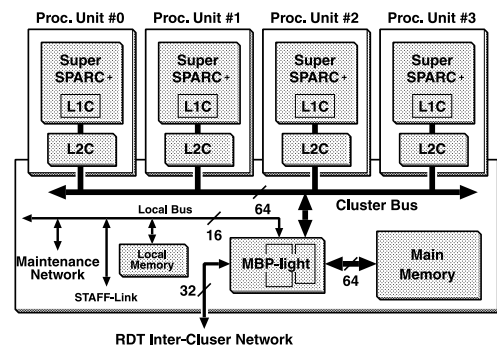 Proc. Unit #0 Proc. Unit #1 Proc. Unit #2 Proc. Unit #3
Super Super Super Super
SPARC+ SPARC+ SPARC+ SPARC+
L1C L1C L1C L1C
L2C L2C L2C L2C
64 Cluster Bus
Local Bus
16
Maintenance
Network
STAFF-Link
Local
Memory
MBP-light
64
Main
Memory
32
RDT Inter-Cluser Network